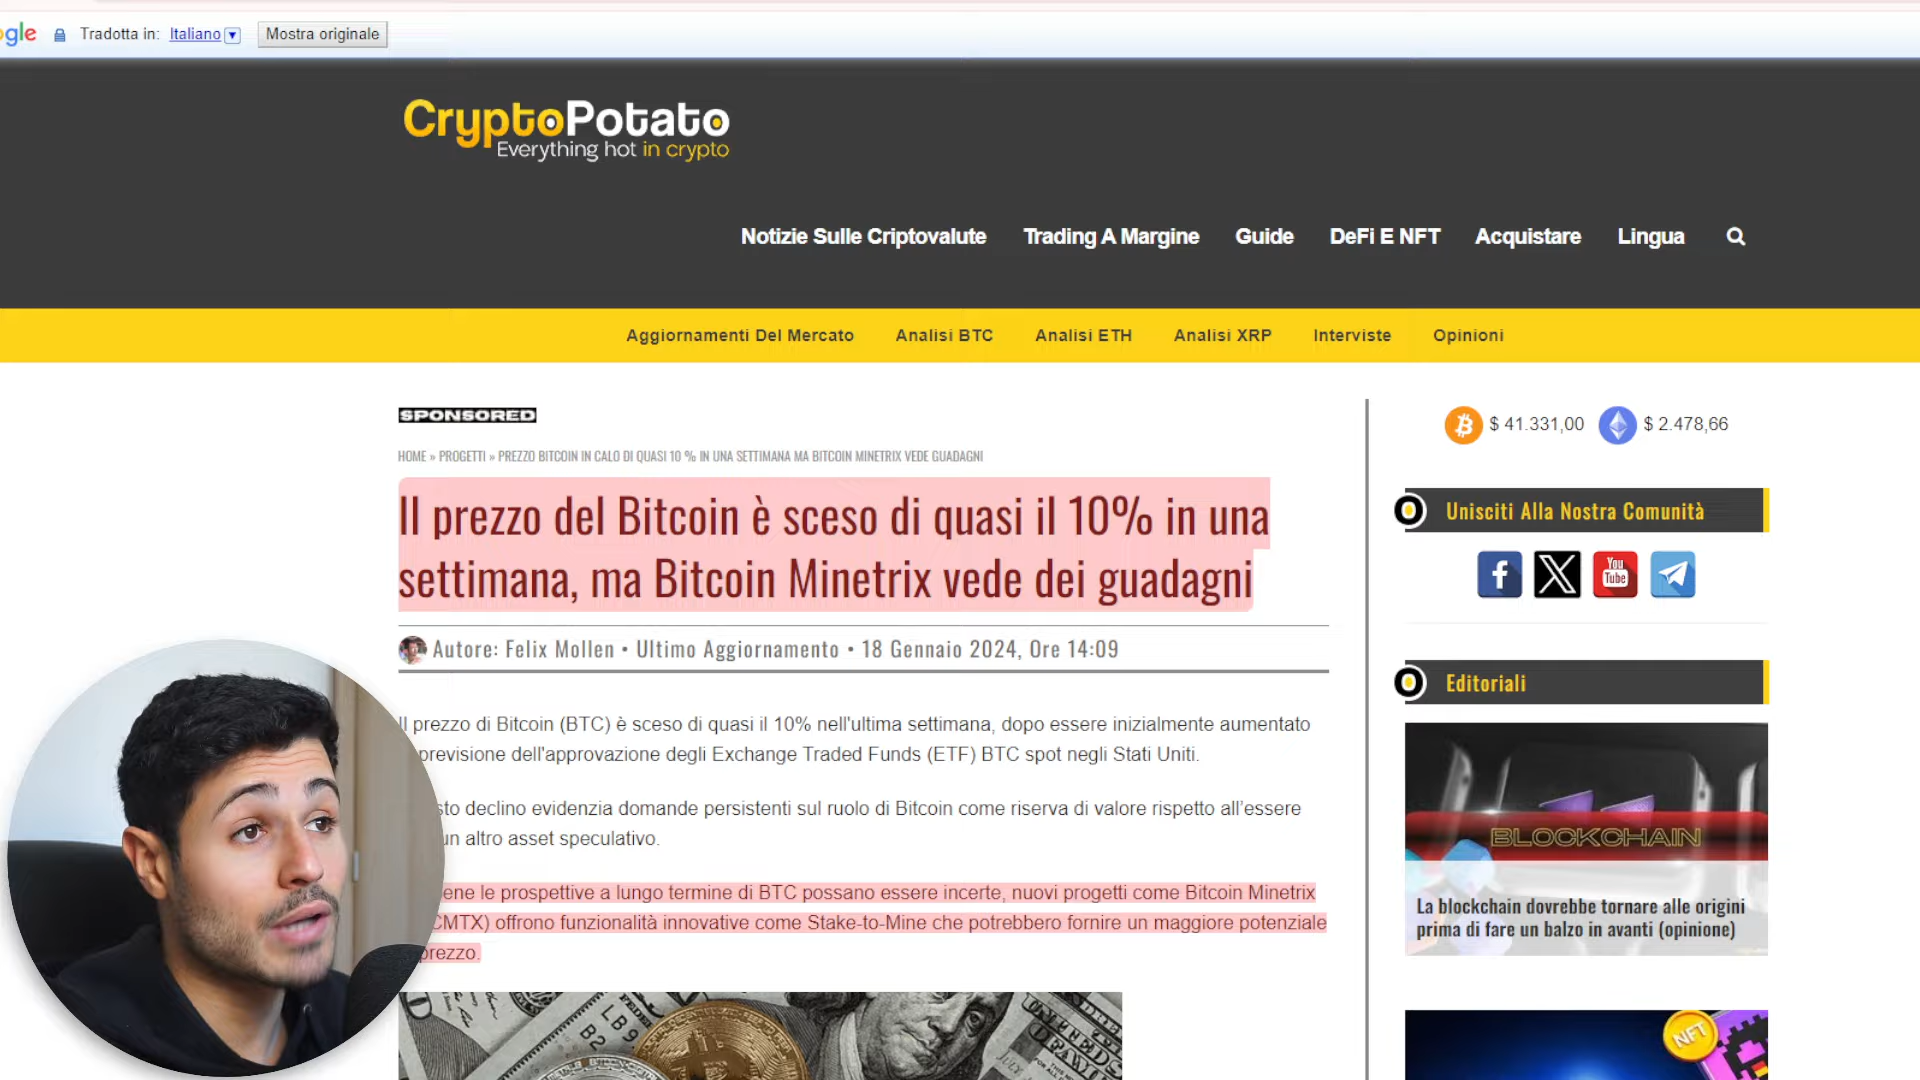 gle Tradotta in: Italiano Mostra originale
CryptoPotato
Everything hot in crypto
Notizie Sulle Criptovalute Trading A Margine Guide DeFi E NFT Acquistare Lingua
Aggiornamenti Del Mercato Analisi BTC Analisi ETH Analisi XRP Interviste Opinioni
SPONSORED
HOME » PROGETTI » PREZZO BITCOIN IN CALO DI QUASI 10 % IN UNA SETTIMANA MA BITCOIN MINETRIX VEDE GUADAGNI
Il prezzo del Bitcoin è sceso di quasi il 10% in una
settimana, ma Bitcoin Minetrix vede dei guadagni
Autore: Felix Mollen • Ultimo Aggiornamento • 18 Gennaio 2024, Ore 14:09
Il prezzo di Bitcoin (BTC) è sceso di quasi il 10% nell'ultima settimana, dopo essere inizialmente aumentato
previsione dell'approvazione degli Exchange Traded Funds (ETF) BTC spot negli Stati Uniti.
sto declino evidenzia domande persistenti sul ruolo di Bitcoin come riserva di valore rispetto all’essere
un altro asset speculativo.
ene le prospettive a lungo termine di BTC possano essere incerte, nuovi progetti come Bitcoin Minetrix
CMTX) offrono funzionalità innovative come Stake-to-Mine che potrebbero fornire un maggiore potenziale
prezzo.
$ 41.331,00 $ 2.478,66
Unisciti Alla Nostra Comunità
You
Tube
Editoriali
BLOCKCHAIN
La blockchain dovrebbe tornare alle origini
prima di fare un balzo in avanti (opinione)
NFT
LB9
B2